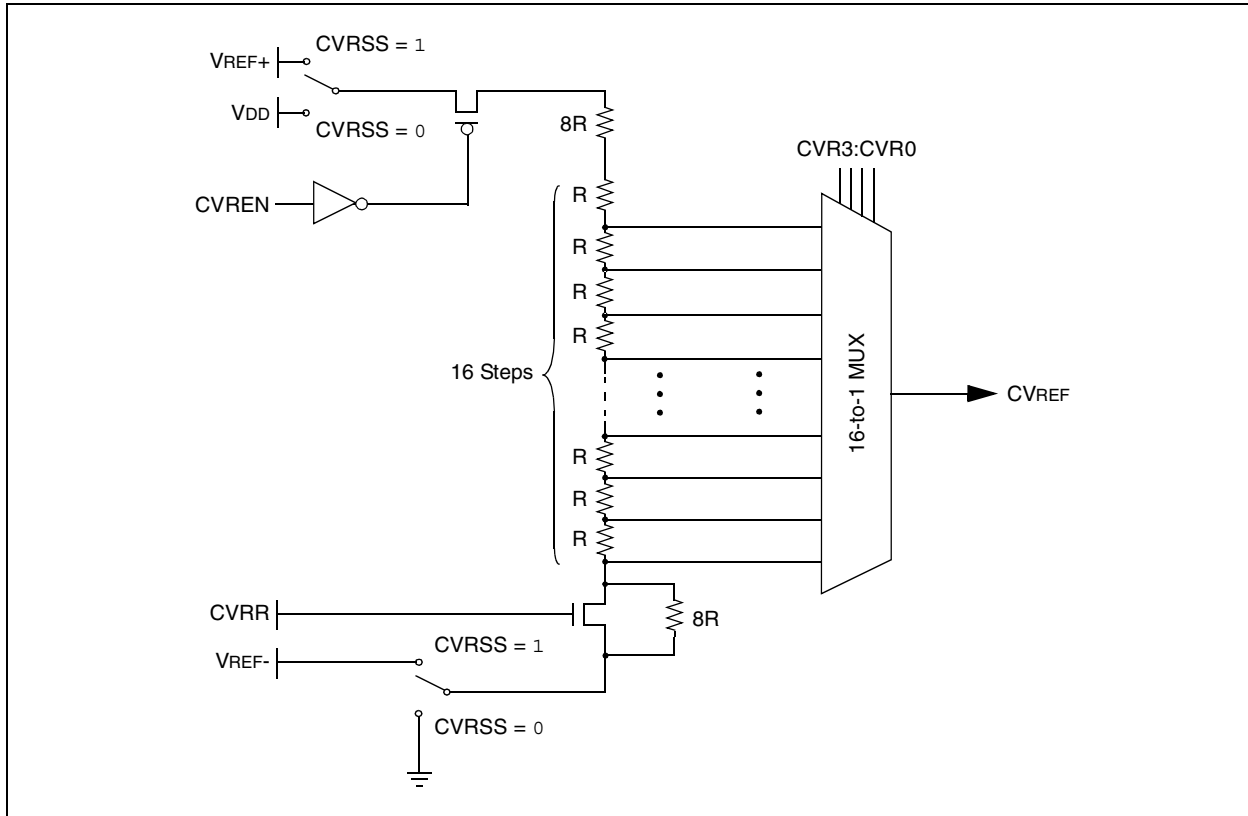 CVRSS = 1
VREF+
VDD
CVRSS = 0
8R
CVR3:CVR0
CVREN
R
R
R
R
16 Steps
16-to-1 MUX
CVREF
R
R
R
CVRR
8R
CVRSS = 1
VREF-
CVRSS = 0